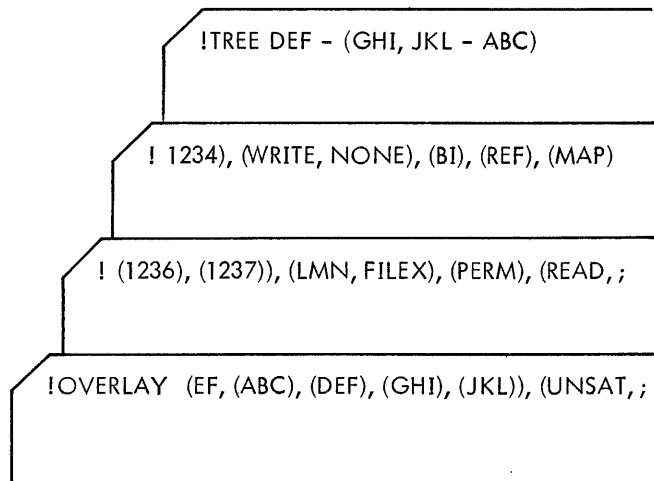 !TREE DEF - (GHI, JKL - ABC)
! 1234), (WRITE, NONE), (BI), (REF), (MAP)
! (1236), (1237)), (LMN, FILEX), (PERM), (READ, ;
!OVERLAY (EF, (ABC), (DEF), (GHI), (JKL)), (UNSAT, ;